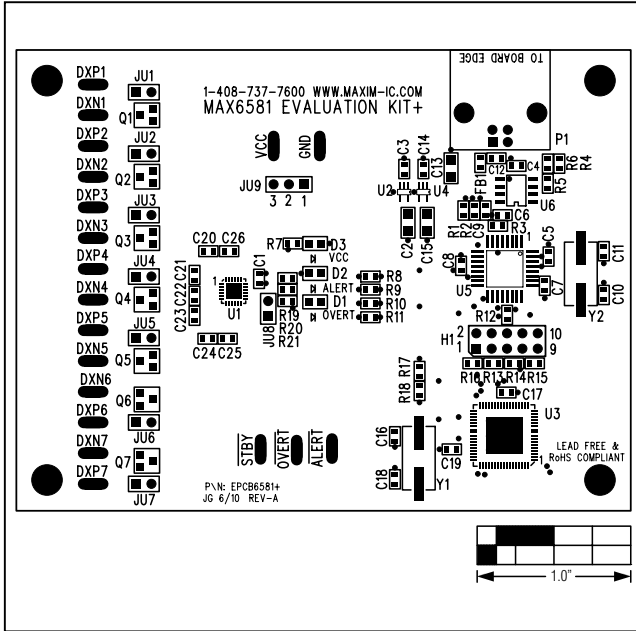 TO BOARD EDGE
1-408-737-7600 WWW.MAXIM-IC.COM
MAX6581 EVALUATION KIT+
DXP1
DXN1
DXP2
DXN2
DXP3
DXN3
DXP4
DXN4
DXP5
DXN5
DXN6
DXP6
DXN7
DXP7
JU1
Q1
JU2
Q2
JU3
Q3
JU4
Q4
JU5
Q5
Q6
JU6
Q7
JU7
VCC
GND
JU9
3 2 1
C20 C26
C21
C22
C23
1
U1
C24 C25
R7
C1
D3
VCC
D2
ALERT
D1
OVERT
R19
R20
R21
JU8
R8
R9
R10
R11
C3
C14
C13
U2
U4
C2
C15
P1
C12
C4
FB1
R6
R4
R5
U6
R1
R2
C9
C6
R3
1
C8
U5
C5
C7
C11
C10
Y2
R12
H1
2
1
10
9
R16 R13 R14 R15
R17
R18
C17
U3
1
C16
C18
C19
Y1
STBY
OVERT
ALERT
LEAD FREE &
RoHS COMPLIANT
P\N: EPCB6581+
JG 6/10 REV-A
1.0"